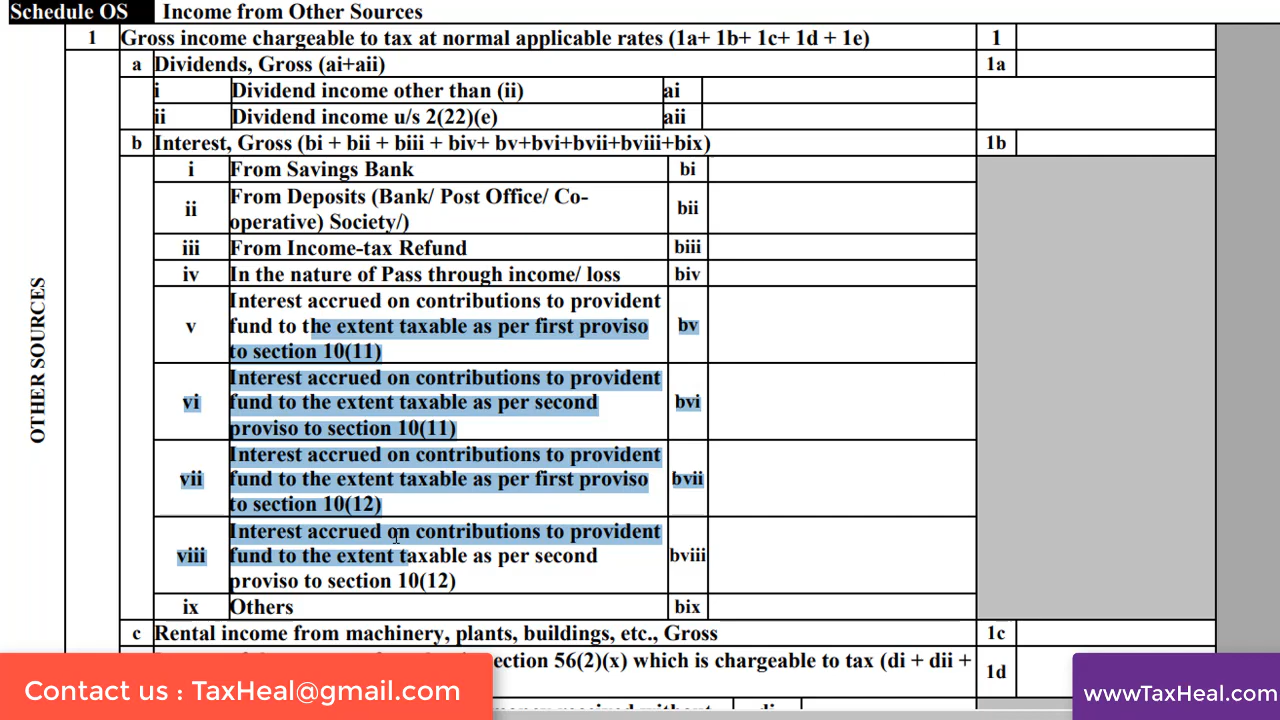 Schedule OS Income from Other Sources
1 Gross income chargeable to tax at normal applicable rates (1a+ 1b+ 1c+ 1d + 1e) 1
a Dividends, Gross (ai+aii) 1a
i Dividend income other than (ii) ai
ii Dividend income u/s 2(22)(e) aii
b Interest, Gross (bi + bii + biii + biv+ bv+bvi+bvii+bviii+bix) 1b
i From Savings Bank bi
ii From Deposits (Bank/ Post Office/ Co-
operative) Society/) bii
iii From Income-tax Refund biii
iv In the nature of Pass through income/ loss biv
OTHER SOURCES
Interest accrued on contributions to provident
v fund to the extent taxable as per first proviso bv
to section 10(11)
Interest accrued on contributions to provident
vi fund to the extent taxable as per second bvi
proviso to section 10(11)
Interest accrued on contributions to provident
vii fund to the extent taxable as per first proviso bvii
to section 10(12)
Interest accrued on contributions to provident
viii fund to the extent taxable as per second bviii
proviso to section 10(12)
ix Others bix
c Rental income from machinery, plants, buildings, etc., Gross 1c
section 56(2)(x) which is chargeable to tax (di + dii + 1d
Contact us : TaxHeal@gmail.com
www.TaxHeal.com